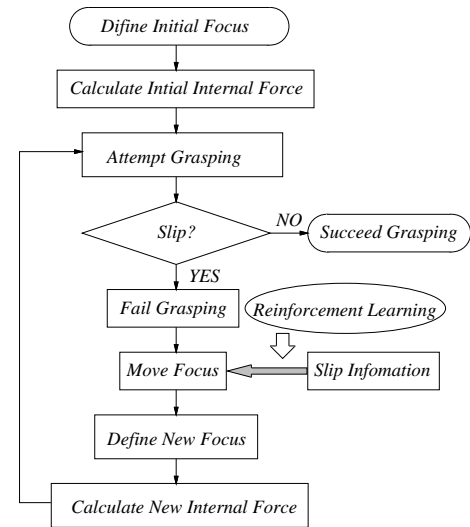 Difine Initial Focus
Calculate Intial Internal Force
Attempt Grasping
Slip?
NO
Succeed Grasping
YES
Fail Grasping
Reinforcement Learning
Move Focus
Slip Infomation
Define New Focus
Calculate New Internal Force